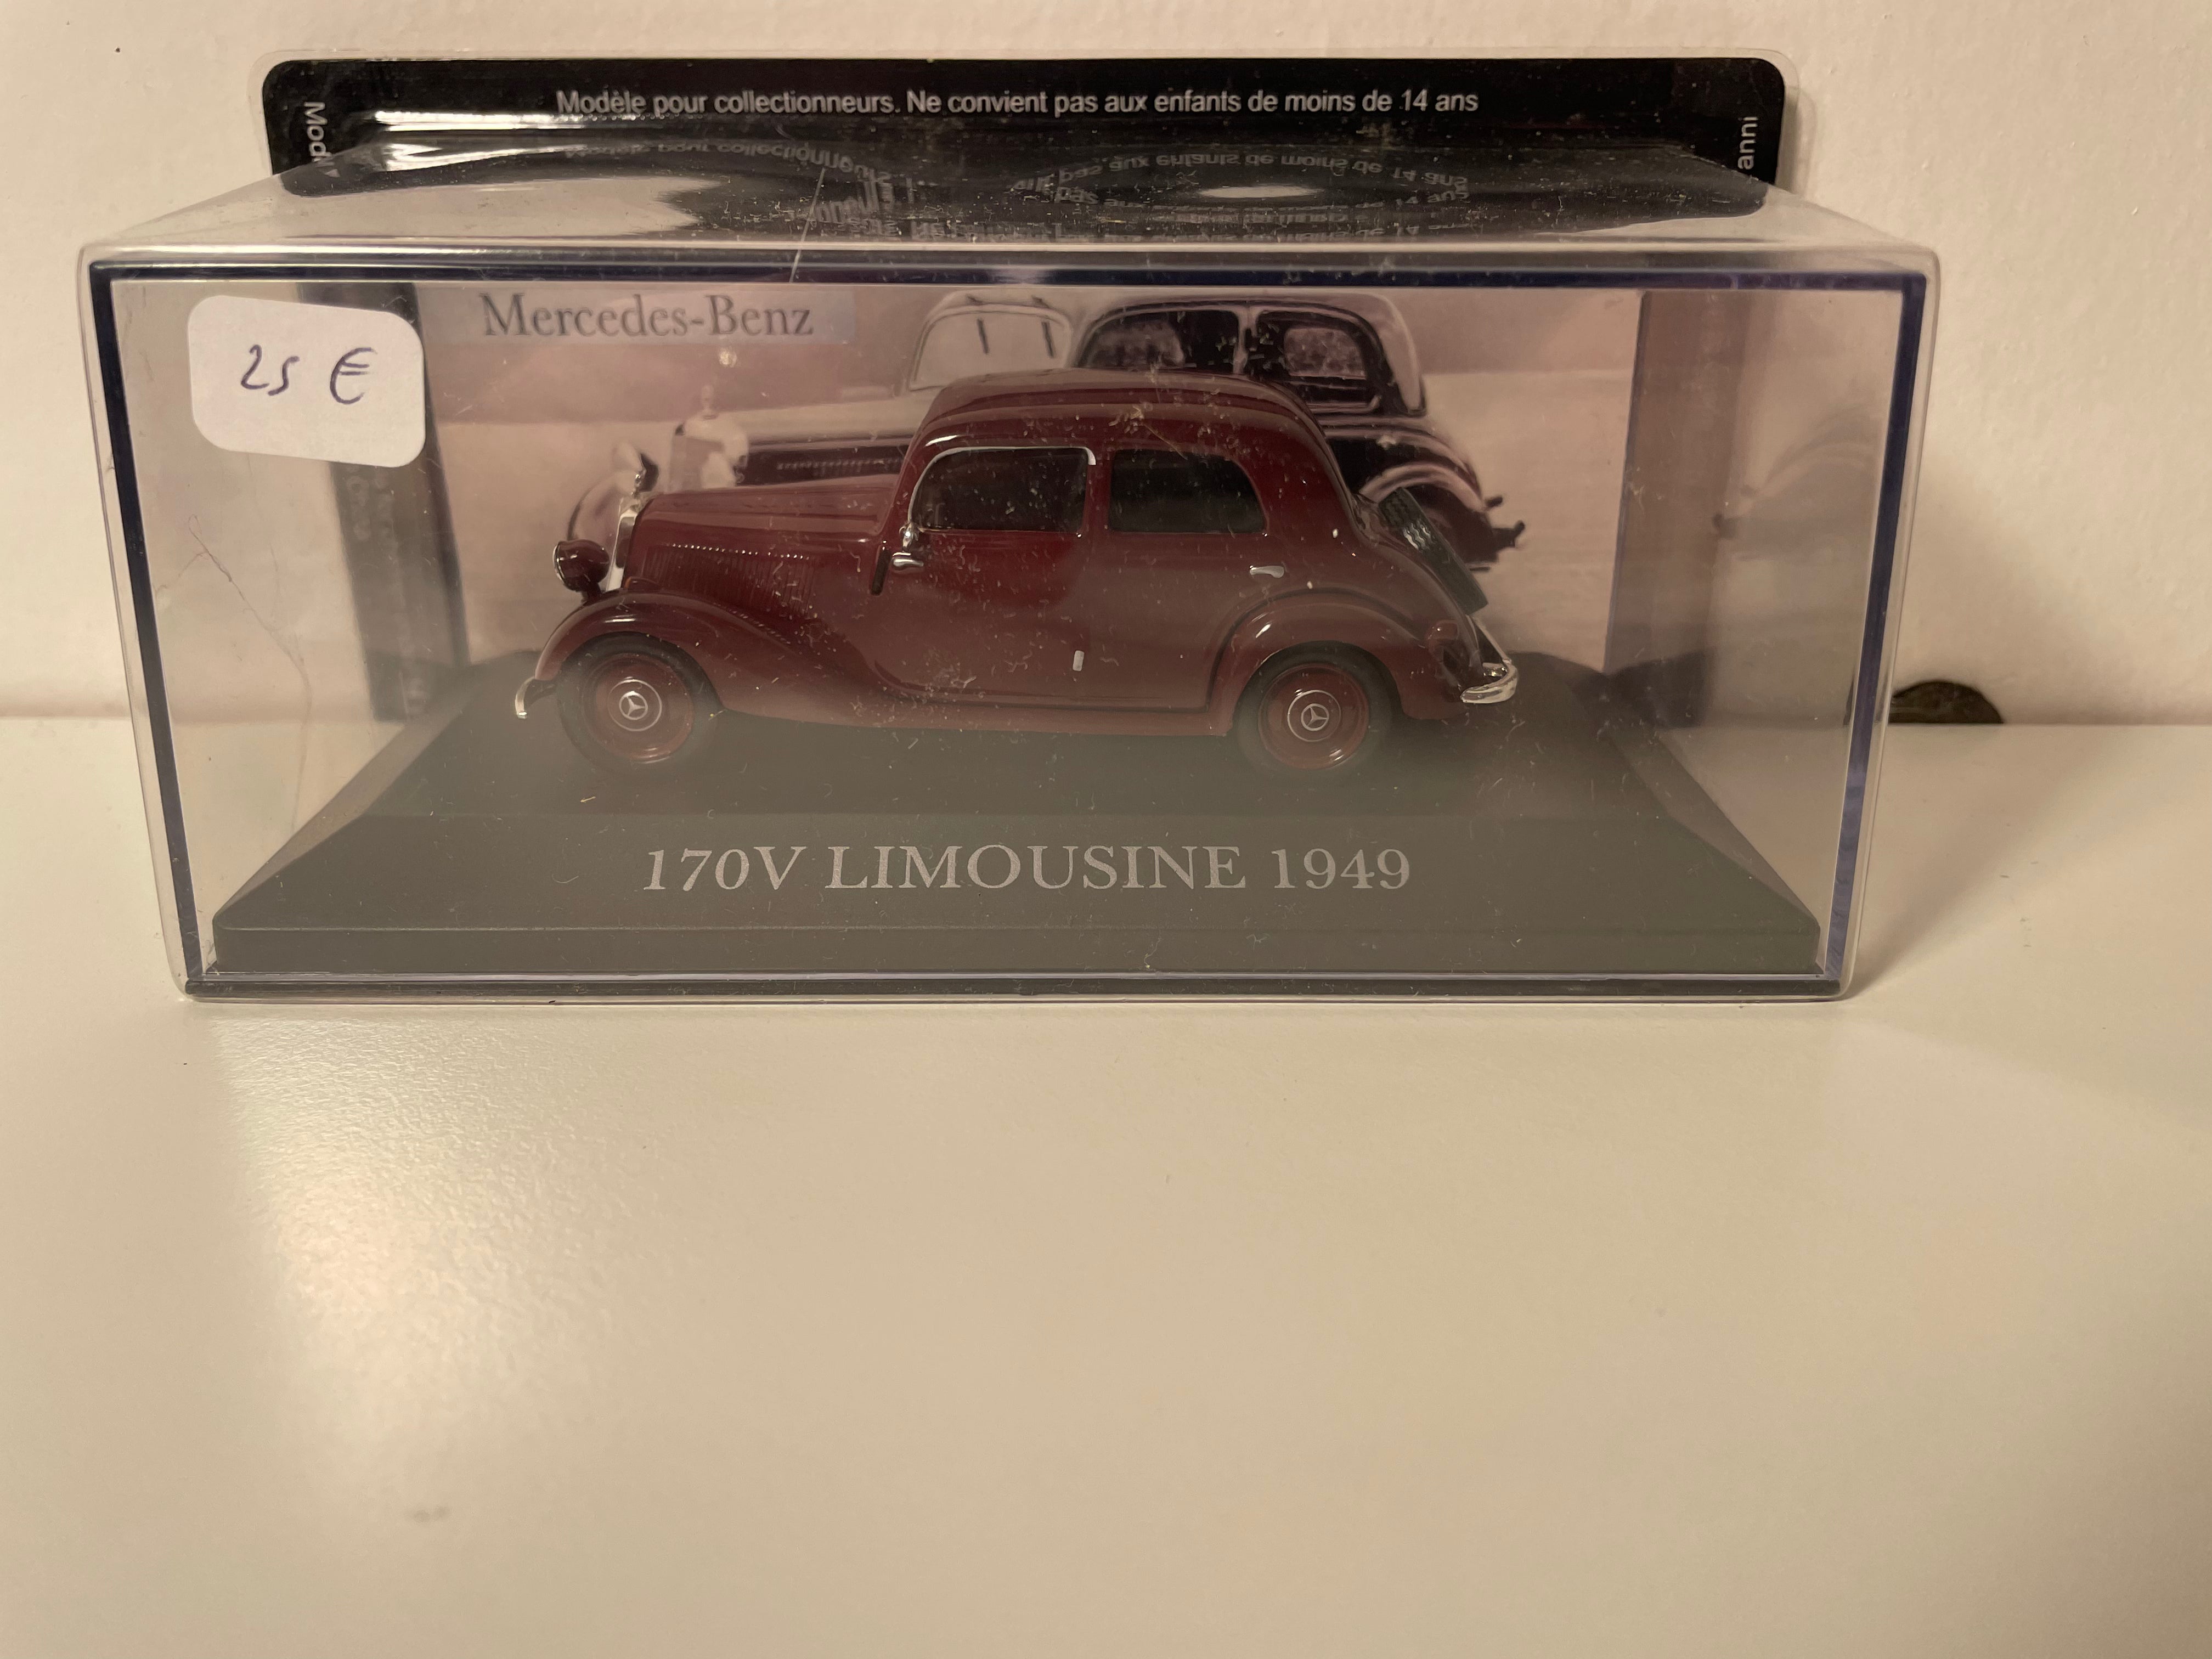 Modèle pour collectionneurs. Ne convient pas aux enfants de moins de 14 ans
anni
Mercedes-Benz
25 €
170V LIMOUSINE 1949